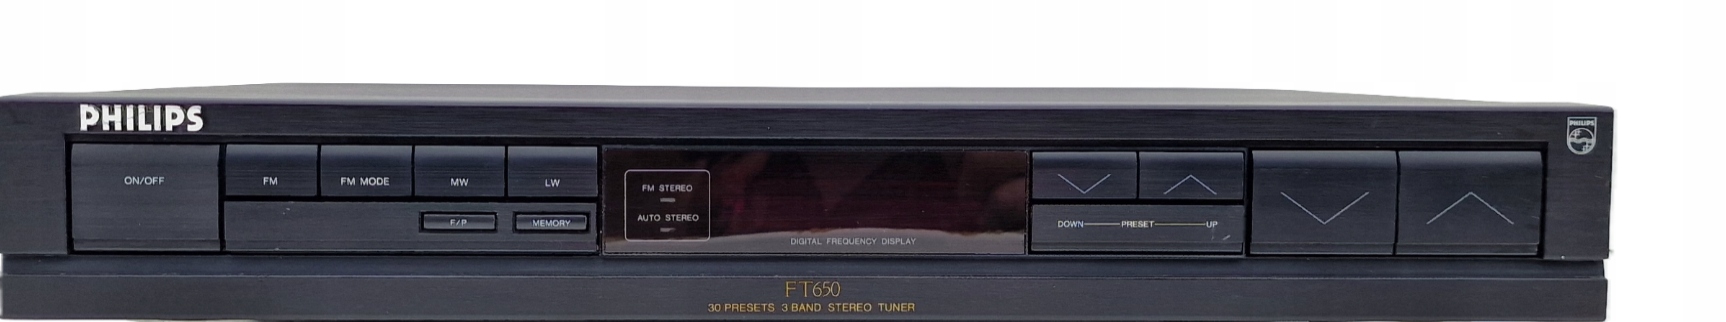 PHILIPS
PHILIPS
ON/OFF
FM
FM MODE
MW
LW
F/P
MEMORY
FM STEREO
AUTO STEREO
DIGITAL FREQUENCY DISPLAY
DOWN PRESET UP
FT650
30 PRESETS 3 BAND STEREO TUNER